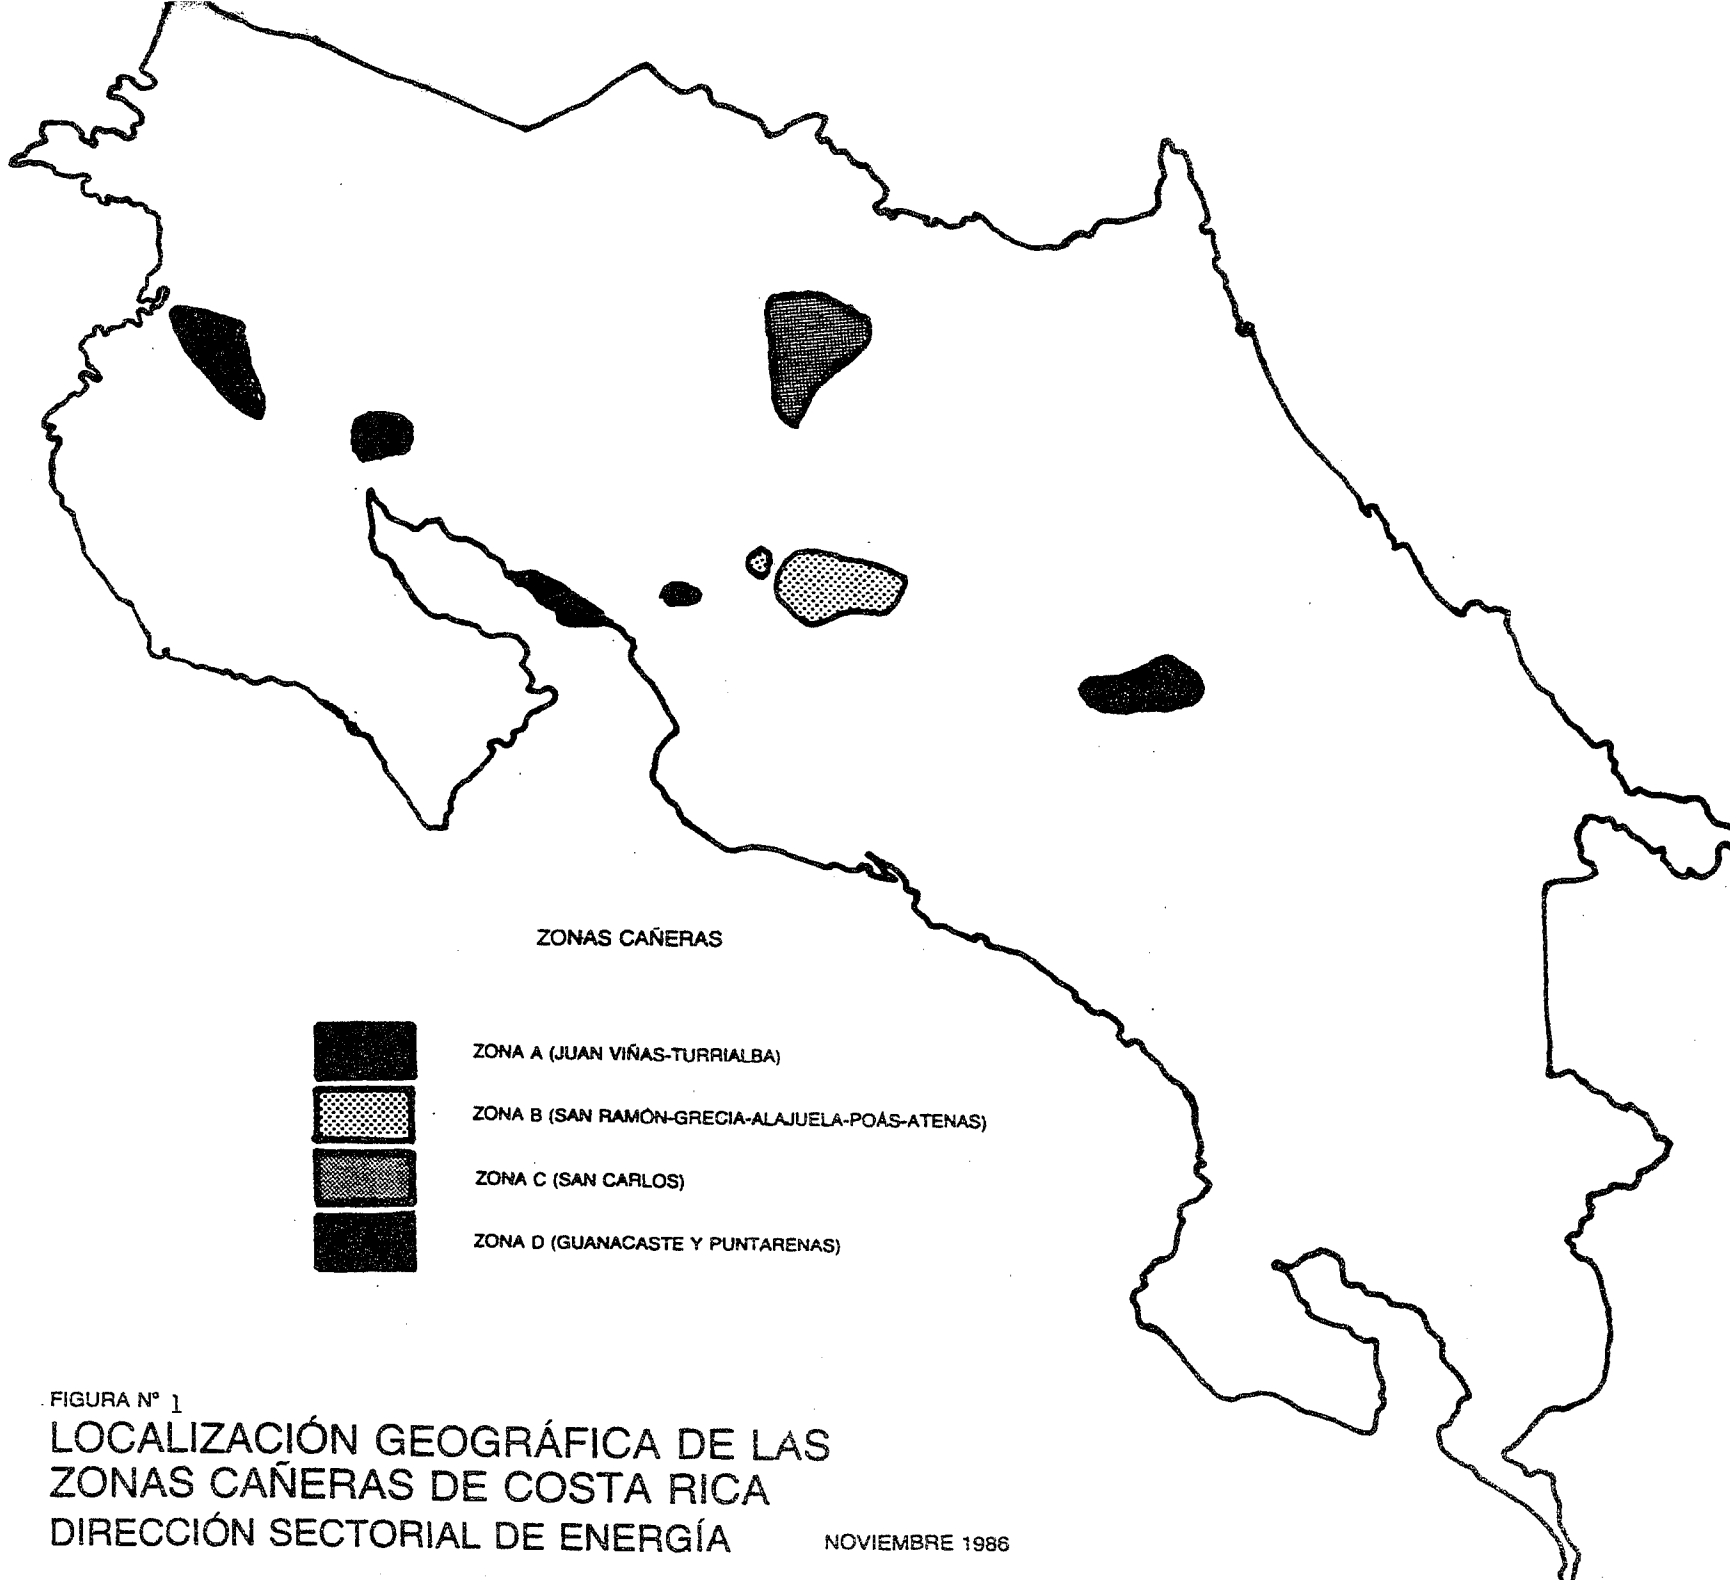 ZONAS CAÑERAS
ZONA A (JUAN VIÑAS-TURRIALBA)
ZONA B (SAN RAMÓN-GRECIA-ALAJUELA-POÁS-ATENAS)
ZONA C (SAN CARLOS)
ZONA D (GUANACASTE Y PUNTARENAS)
FIGURA N° 1
LOCALIZACIÓN GEOGRÁFICA DE LAS
ZONAS CAÑERAS DE COSTA RICA
DIRECCIÓN SECTORIAL DE ENERGÍA NOVIEMBRE 1986